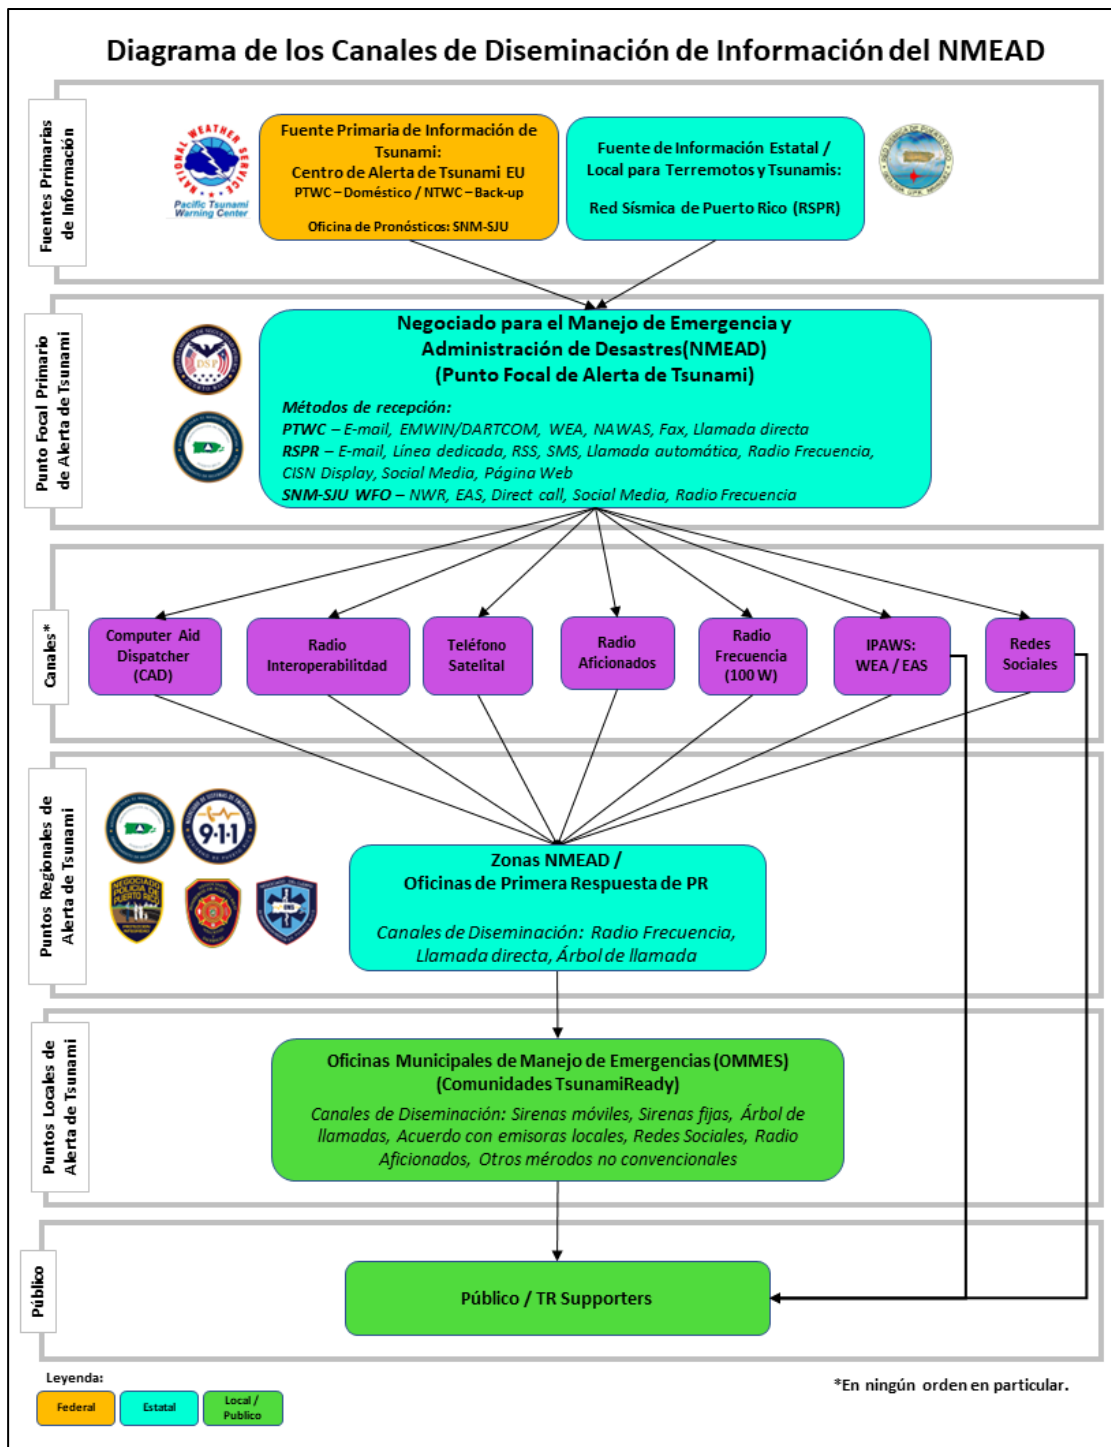 Diagrama de los Canales de Diseminación de Información del NMEAD
Fuentes Primarias
de Información
NATIONAL WEATHER SERVICE
Pacific Tsunami
Warning Center
Fuente Primaria de Información de
Tsunami:
Centro de Alerta de Tsunami EU
PTWC – Doméstico / NTWC – Back-up
Oficina de Pronósticos: SNM-SJU
Fuente de Información Estatal /
Local para Terremotos y Tsunamis:
Red Sísmica de Puerto Rico (RSPR)
Punto Focal Primario
de Alerta de Tsunami
DSP
Negociado para el Manejo de Emergencia y
Administración de Desastres(NMEAD)
(Punto Focal de Alerta de Tsunami)
Métodos de recepción:
PTWC – E-mail, EMWIN/DARTCOM, WEA, NAWAS, Fax, Llamada directa
RSPR – E-mail, Línea dedicada, RSS, SMS, Llamada automática, Radio Frecuencia,
CISN Display, Social Media, Página Web
SNM-SJU WFO – NWR, EAS, Direct call, Social Media, Radio Frecuencia
Canales*
Computer Aid
Dispatcher
(CAD)
Radio
Interoperabilitdad
Teléfono
Satelital
Radio
Aficionados
Radio
Frecuencia
(100 W)
IPAWS:
WEA / EAS
Redes
Sociales
Puntos Regionales de
Alerta de Tsunami
9-1-1
NEGOCIADO
POLICIA DE
PUERTO RICO
Zonas NMEAD /
Oficinas de Primera Respuesta de PR
Canales de Diseminación: Radio Frecuencia,
Llamada directa, Árbol de llamada
Puntos Locales de
Alerta de Tsunami
Oficinas Municipales de Manejo de Emergencias (OMMES)
(Comunidades TsunamiReady)
Canales de Diseminación: Sirenas móviles, Sirenas fijas, Árbol de
llamadas, Acuerdo con emisoras locales, Redes Sociales, Radio
Aficionados, Otros mérodos no convencionales
Público
Público / TR Supporters
Leyenda:
Federal
Estatal
Local /
Publico
*En ningún orden en particular.